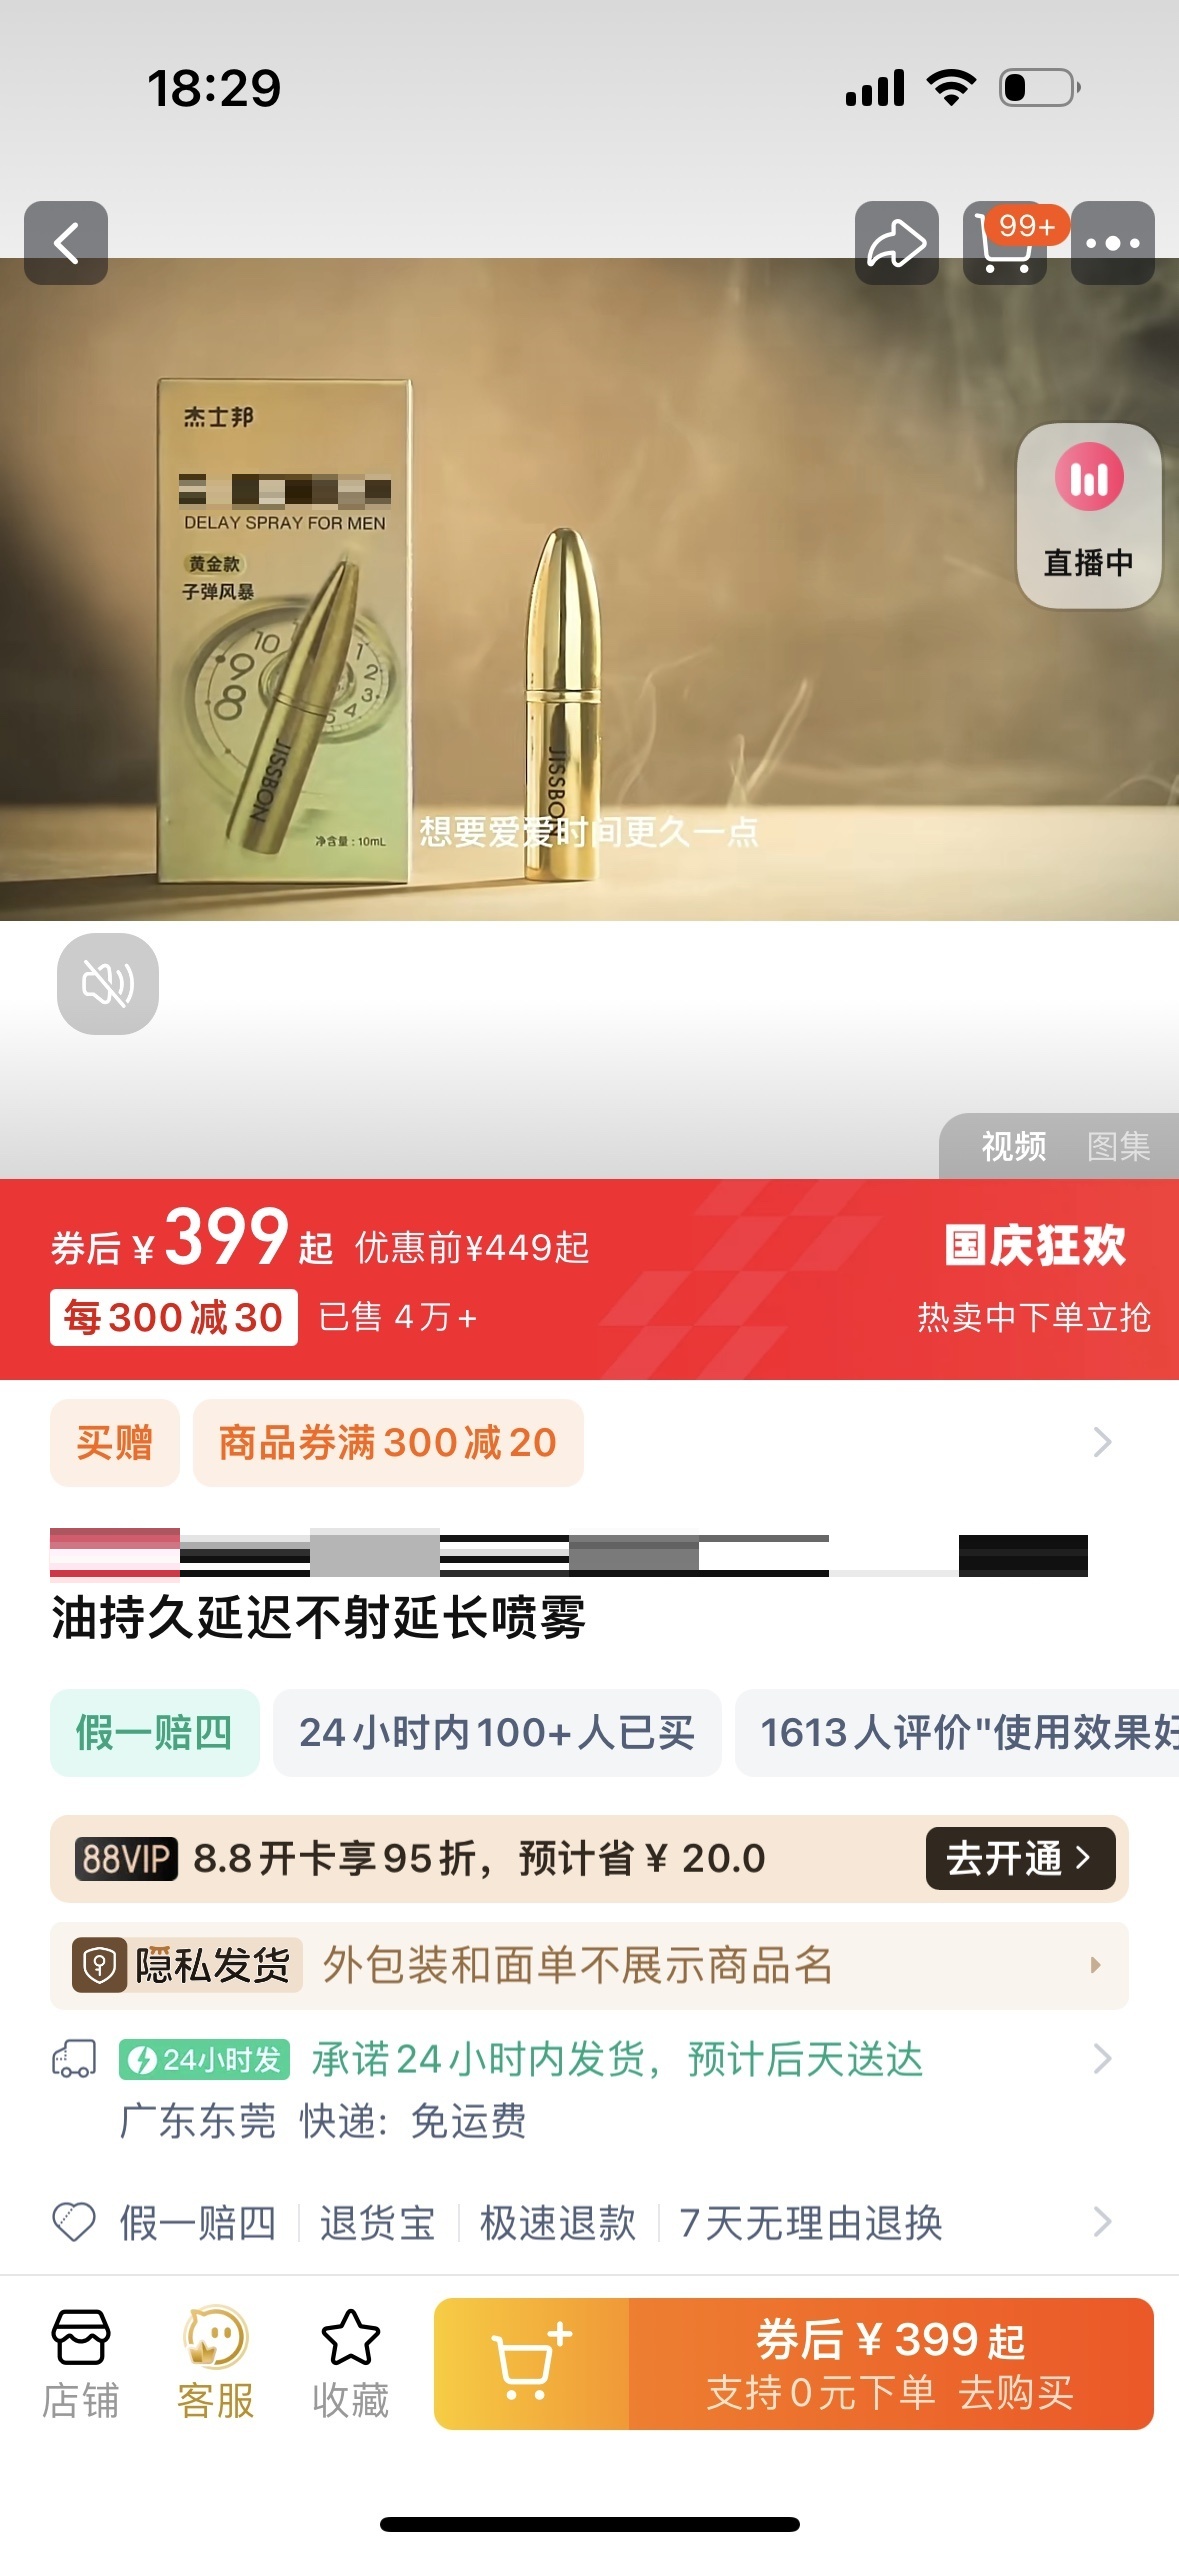 18:29
99+
杰士邦
DELAY SPRAY FOR MEN
黄金款
子弹风暴
10 1
9 2
8 3
4
JISSBON
净含量:10mL
JISSBO
想要爱爱时间更久一点
直播中
视频 图集
券后¥399起 优惠前¥449起
国庆狂欢
每300减30 已售 4万+
热卖中下单立抢
买赠 商品券满300减20
油持久延迟不射延长喷雾
假一赔四 24小时内100+人已买 1613人评价"使用效果好
88VIP 8.8开卡享95折，预计省¥ 20.0 去开通
隐私发货 外包装和面单不展示商品名
24小时发 承诺24小时内发货，预计后天送达
广东东莞 快递: 免运费
假一赔四 退货宝 极速退款 7天无理由退换
店铺 客服 收藏
券后¥399起
支持0元下单 去购买